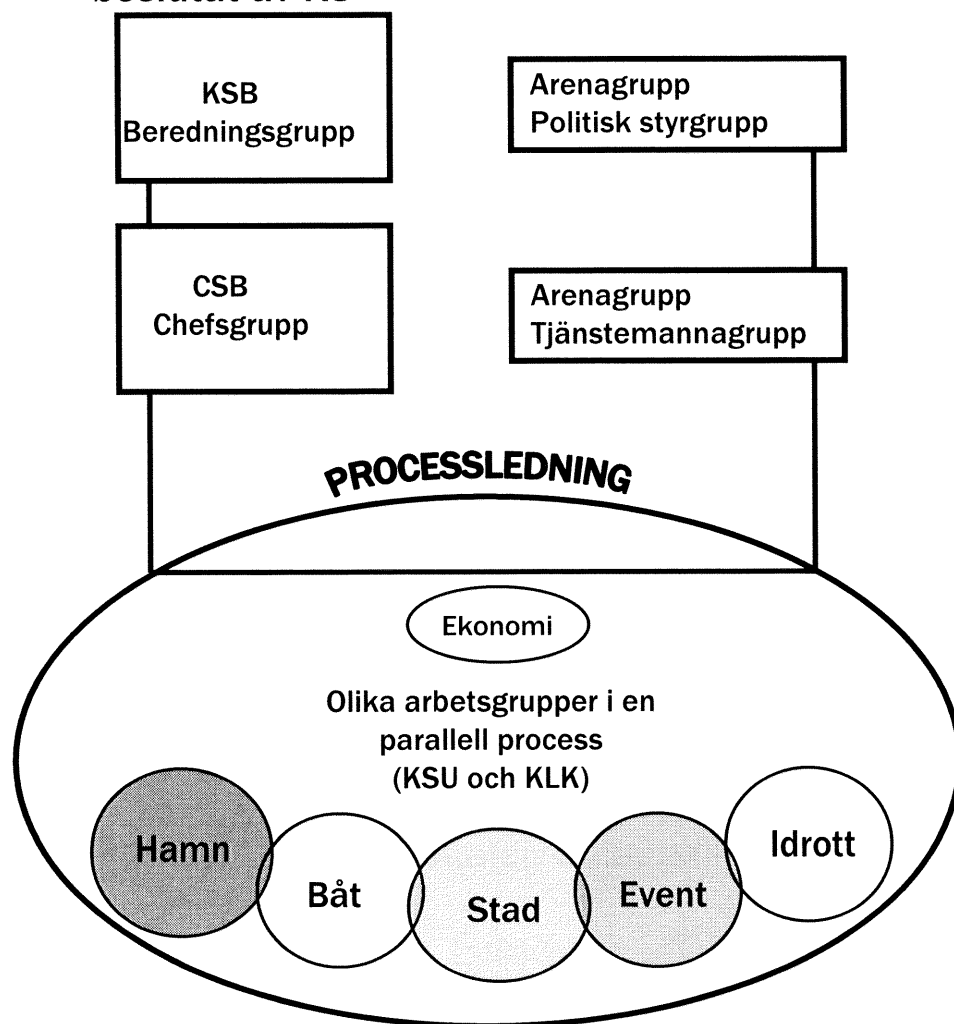 KSB
Beredningsgrupp
Arenagrupp
Politisk styrgrupp
CSB
Chefsgrupp
Arenagrupp
Tjänstemannagrupp
PROCESSLEDNING
Ekonomi
Olika arbetsgrupper i en
parallell process
(KSU och KLK)
Hamn
Båt
Stad
Event
Idrott